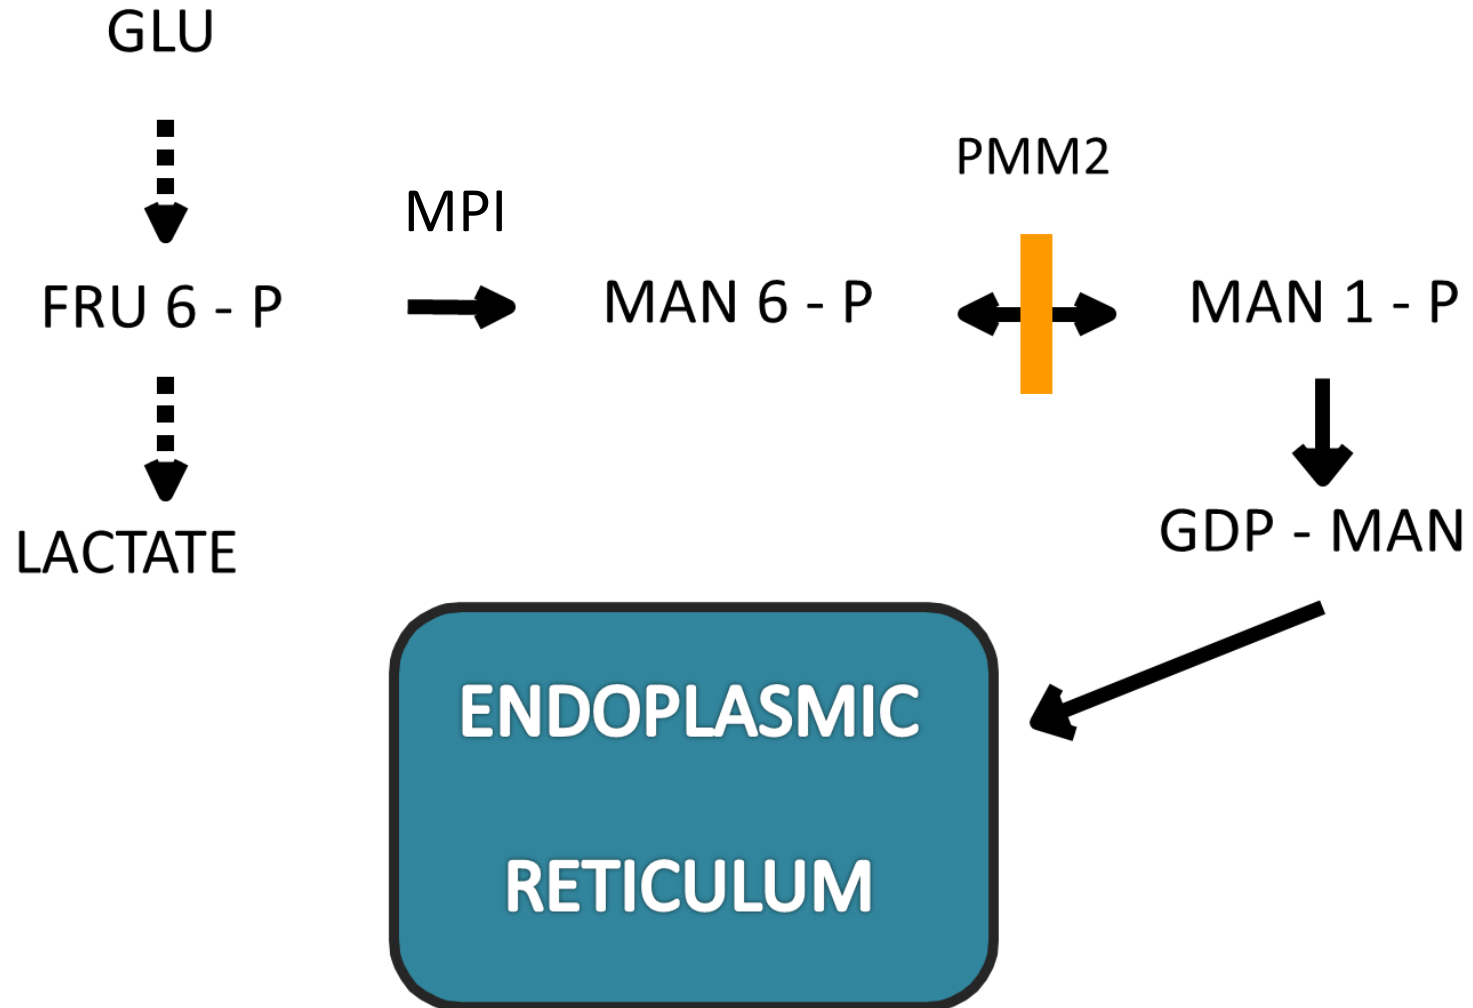 GLU
PMM2
MPI
FRU 6 - P
MAN 6 - P
MAN 1 - P
LACTATE
GDP - MAN
ENDOPLASMIC
RETICULUM